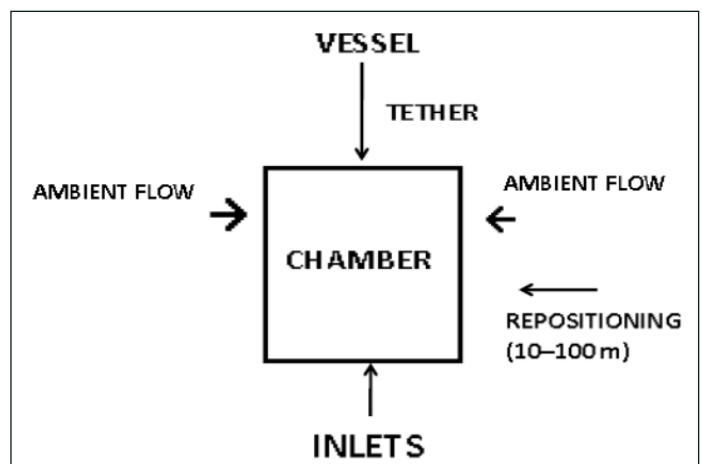 VESSEL
TETHER
AMBIENT FLOW
AMBIENT FLOW
CHAMBER
REPOSITIONING
(10–100 m)
INLETS